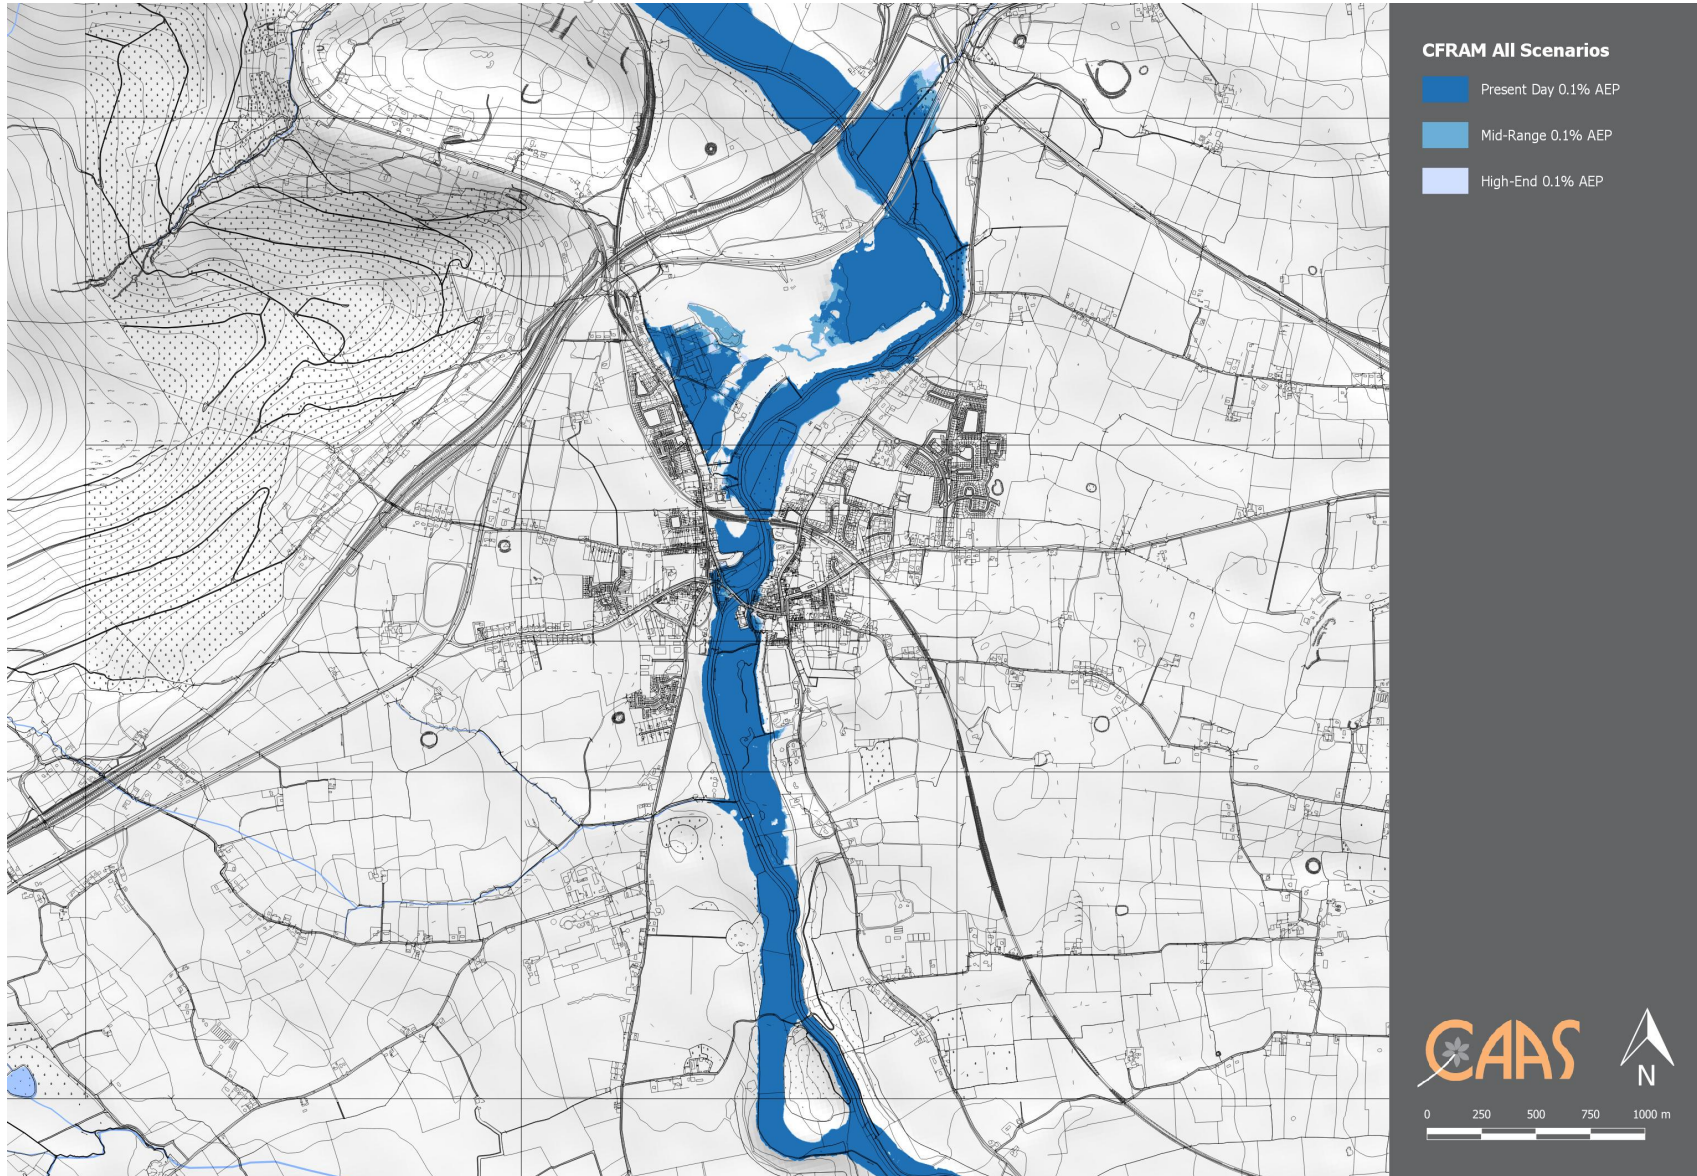 CFRAM All Scenarios
Present Day 0.1% AEP
Mid-Range 0.1% AEP
High-End 0.1% AEP
CAAS
N
0 250 500 750 1000 m